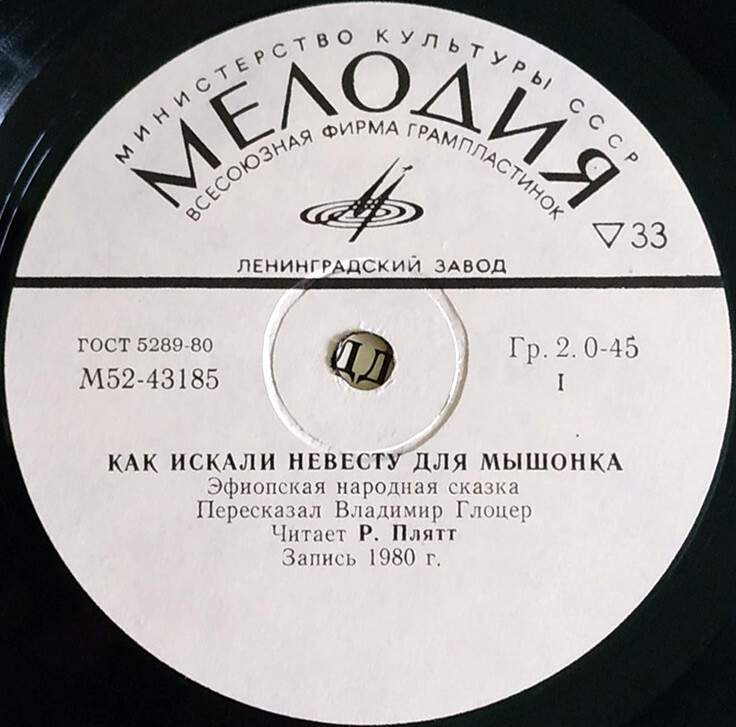 МИНИСТЕРСТВО КУЛЬТУРЫ СССР
МЕЛОДИЯ
ВСЕСОЮЗНАЯ ФИРМА ГРАМПЛАСТИНОК
33
ЛЕНИНГРАДСКИЙ ЗАВОД
ГОСТ 5289-80
Гр. 2. 0-45
М52-43185
I
КАК ИСКАЛИ НЕВЕСТУ ДЛЯ МЫШОНКА
Эфиопская народная сказка
Пересказал Владимир Глоцер
Читает Р. Плятт
Запись 1980 г.